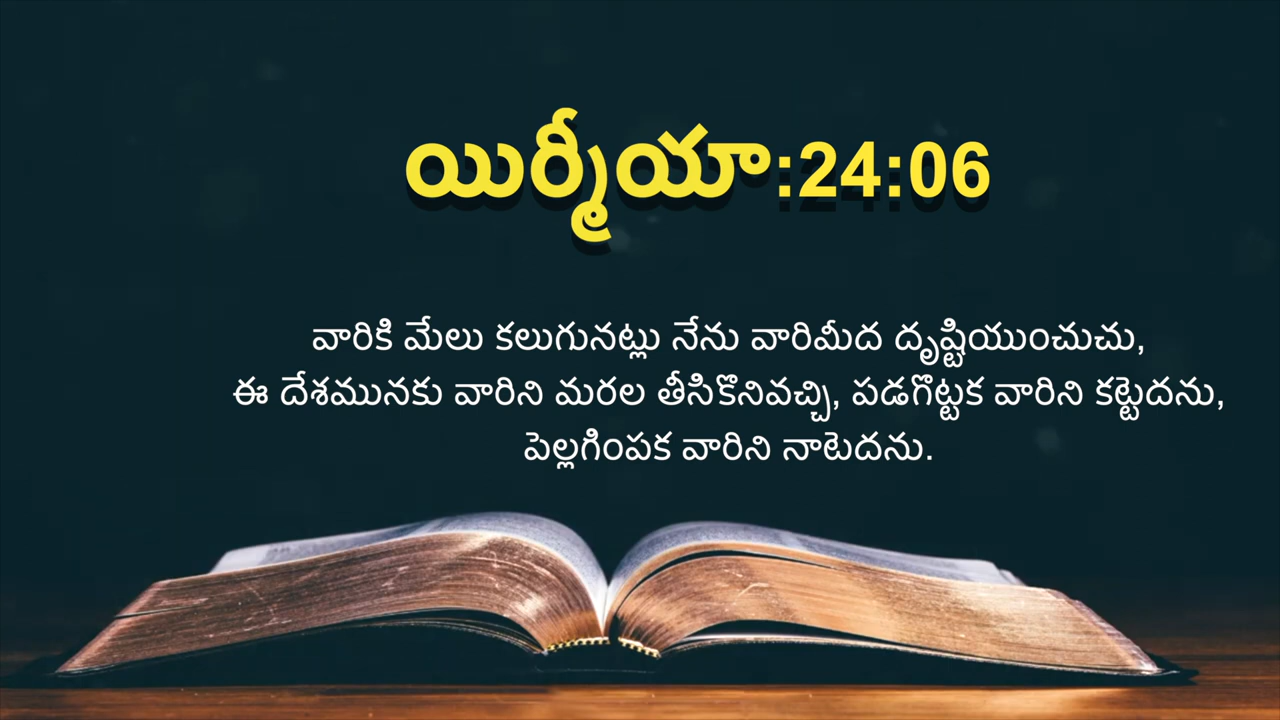 యిర్మీయా:24:06
వారికి మేలు కలుగునట్లు నేను వారిమీద దృష్టియుంచుచు,
ఈ దేశమునకు వారిని మరల తీసికొనివచ్చి, పడగొట్టక వారిని కట్టెదను,
పెల్లగింపక వారిని నాటెదను.